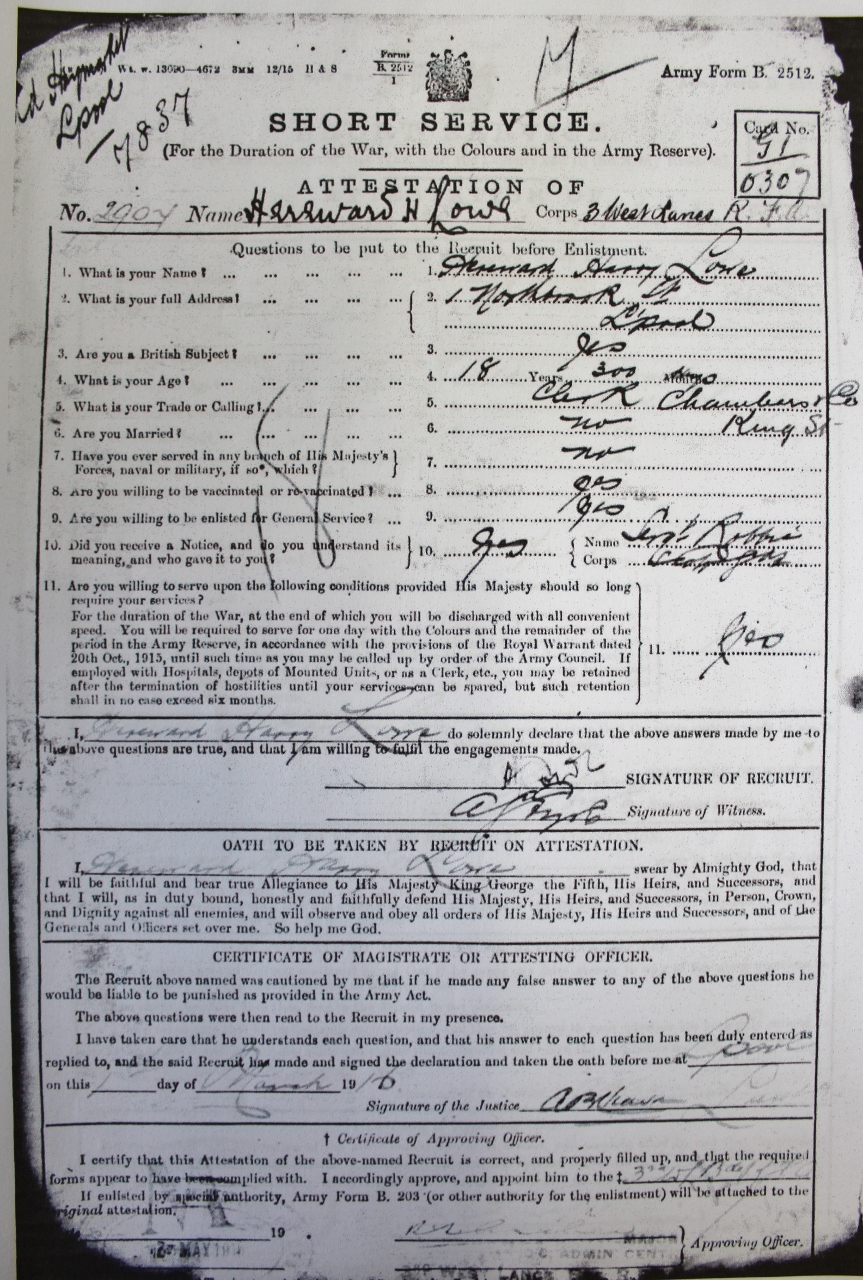 Haymarket
Lpool
7837
Wt. w. 13090—4672 3MM 12/15 H & S
Forms
B. 2512
1
Army Form B. 2512.
SHORT SERVICE.
(For the Duration of the War, with the Colours and in the Army Reserve).
Card No.
0307
ATTESTATION OF
No. 2904 Name Hereward H Lowe Corps 3 West Lancs R. F. A.
Questions to be put to the Recruit before Enlistment.
1. What is your Name? ... ... ... ... ... 1. Hereward Harry Lowe
2. What is your full Address? ... ... ... ... 2. 1 Northbrook St
Lpool
3. Are you a British Subject? ... ... ... ... 3. Yes
4. What is your Age? ... ... ... ... ... 4. 18 Years 300 Months
5. What is your Trade or Calling? ... ... ... ... 5. Clerk Chambers & Co
6. Are you Married? ... ... ... ... ... 6. no King St
7. Have you ever served in any branch of His Majesty's
Forces, naval or military, if so*, which? 7. no
8. Are you willing to be vaccinated or re-vaccinated? ... 8. yes
9. Are you willing to be enlisted for General Service? ... 9. Yes
10. Did you receive a Notice, and do you understand its
meaning, and who gave it to you? 10. Yes Name
Corps
11. Are you willing to serve upon the following conditions provided His Majesty should so long
require your services?
For the duration of the War, at the end of which you will be discharged with all convenient
speed. You will be required to serve for one day with the Colours and the remainder of the
period in the Army Reserve, in accordance with the provisions of the Royal Warrant dated
20th Oct., 1915, until such time as you may be called up by order of the Army Council. If
employed with Hospitals, depots of Mounted Units, or as a Clerk, etc., you may be retained
after the termination of hostilities until your services can be spared, but such retention
shall in no case exceed six months.
11. ...... Yes
I, Hereward Harry Lowe do solemnly declare that the above answers made by me to
the above questions are true, and that I am willing to fulfil the engagements made.
SIGNATURE OF RECRUIT.
Signature of Witness.
OATH TO BE TAKEN BY RECRUIT ON ATTESTATION.
I, Hereward Harry Lowe swear by Almighty God, that
I will be faithful and bear true Allegiance to His Majesty King George the Fifth, His Heirs, and Successors, and
that I will, as in duty bound, honestly and faithfully defend His Majesty, His Heirs, and Successors, in Person, Crown,
and Dignity against all enemies, and will observe and obey all orders of His Majesty, His Heirs and Successors, and of the
Generals and Officers set over me. So help me God.
CERTIFICATE OF MAGISTRATE OR ATTESTING OFFICER.
The Recruit above named was cautioned by me that if he made any false answer to any of the above questions he
would be liable to be punished as provided in the Army Act.
The above questions were then read to the Recruit in my presence.
I have taken care that he understands each question, and that his answer to each question has been duly entered as
replied to, and the said Recruit has made and signed the declaration and taken the oath before me at Lpool
on this day of March 1916
Signature of the Justice
† Certificate of Approving Officer.
I certify that this Attestation of the above-named Recruit is correct, and properly filled up, and that the required
forms appear to have been complied with. I accordingly approve, and appoint him to the ‡
If enlisted by special authority, Army Form B. 203 (or other authority for the enlistment) will be attached to the
original attestation.
19
MAY
MAJOR
ADMIN CENT
WEST LANC
Approving Officer.